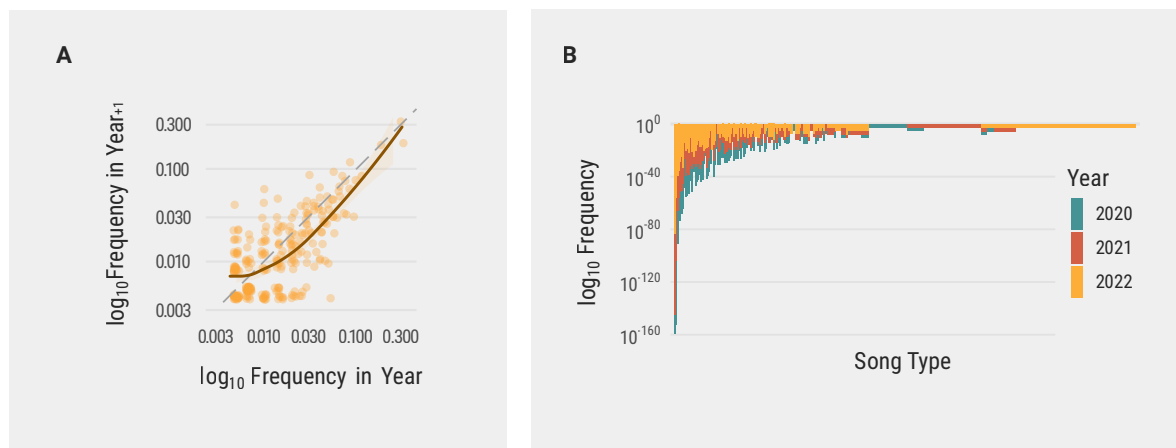 A
log₁₀Frequency in Year₊₁
0.300
0.100
0.030
0.010
0.003
0.003 0.010 0.030 0.100 0.300
log₁₀ Frequency in Year
B
log₁₀ Frequency
10⁰
10⁻⁴⁰
10⁻⁸⁰
10⁻¹²⁰
10⁻¹⁶⁰
Song Type
Year
2020
2021
2022